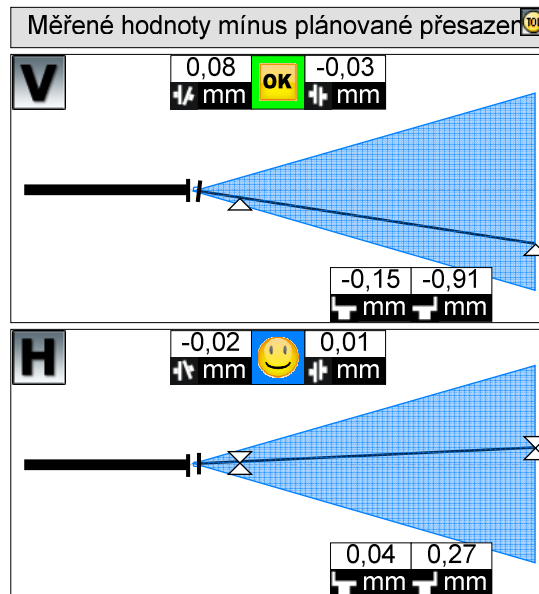 Měřené hodnoty mínus plánované přesazen
TOL
V
0,08 OK -0,03
mm mm
-0,15 -0,91
mm mm
H
-0,02 0,01
mm mm
0,04 0,27
mm mm